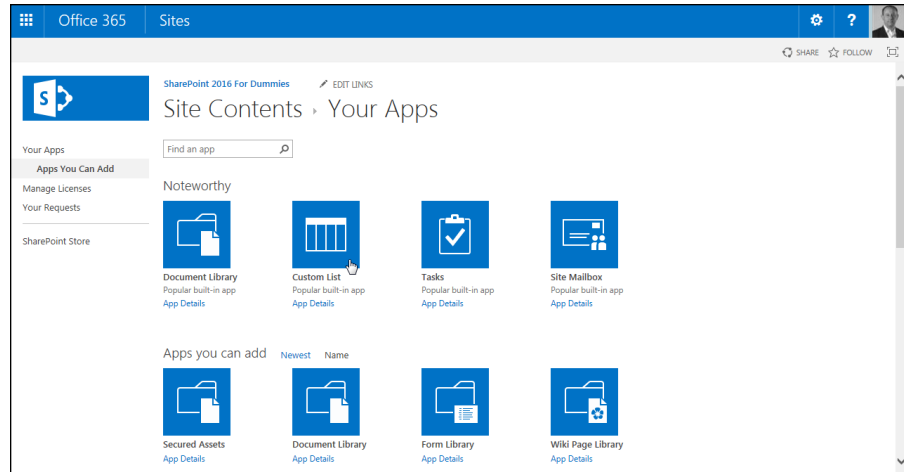 Office 365
Sites
?
SHARE
FOLLOW
S
SharePoint 2016 For Dummies
EDIT LINKS
Site Contents › Your Apps
Find an app
Your Apps
Apps You Can Add
Manage Licenses
Your Requests
SharePoint Store
Noteworthy
Document Library
Popular built-in app
App Details
Custom List
Popular built-in app
App Details
Tasks
Popular built-in app
App Details
Site Mailbox
Popular built-in app
App Details
Apps you can add Newest Name
Secured Assets
App Details
Document Library
App Details
Form Library
App Details
Wiki Page Library
App Details